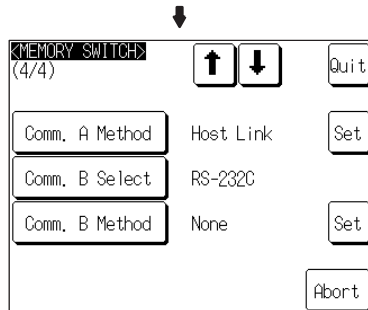 <MEMORY SWITCH>
(4/4)
Quit
Comm. A Method Host Link Set
Comm. B Select RS-232C
Comm. B Method None Set
Abort